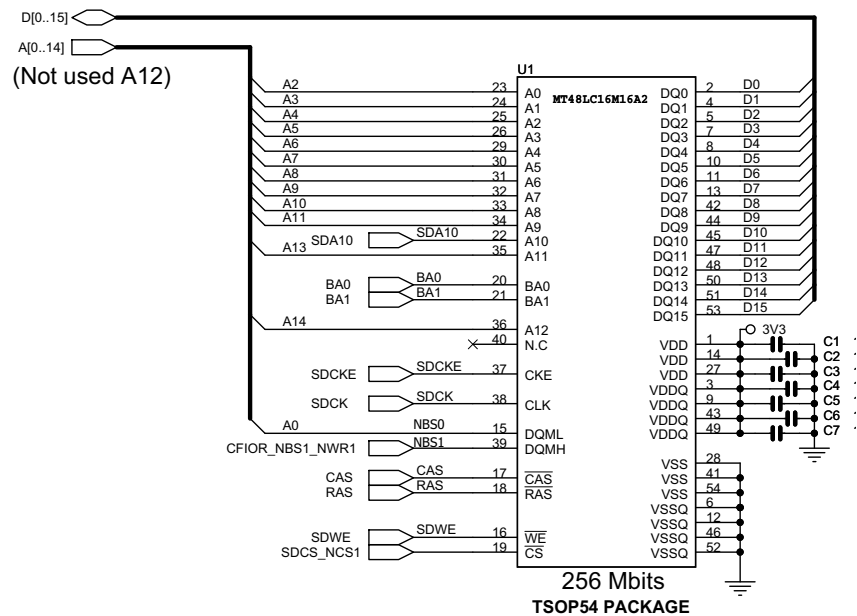 D[0..15]
A[0..14]
(Not used A12)
U1
MT48LC16M16A2
A2 23 A0 DQ0 2 D0
A3 24 A1 DQ1 4 D1
A4 25 A2 DQ2 5 D2
A5 26 A3 DQ3 7 D3
A6 29 A4 DQ4 8 D4
A7 30 A5 DQ5 10 D5
A8 31 A6 DQ6 11 D6
A9 32 A7 DQ7 13 D7
A10 33 A8 DQ8 42 D8
A11 34 A9 DQ9 44 D9
SDA10 SDA10 22 A10 DQ10 45 D10
A13 35 A11 DQ11 47 D11
DQ12 48 D12
BA0 BA0 20 BA0 DQ13 50 D13
BA1 BA1 21 BA1 DQ14 51 D14
DQ15 53 D15
A14 36 A12 3V3
40 N.C VDD 1 C1
VDD 14 C2
SDCKE SDCKE 37 CKE VDD 27 C3
VDDQ 3 C4
SDCK SDCK 38 CLK VDDQ 9 C5
VDDQ 43 C6
A0 NBS0 15 DQML VDDQ 49 C7
CFIOR_NBS1_NWR1 NBS1 39 DQMH
VSS 28
CAS CAS 17 CAS VSS 41
RAS RAS 18 RAS VSS 54
VSSQ 6
VSSQ 12
SDWE SDWE 16 WE VSSQ 46
SDCS_NCS1 19 CS VSSQ 52
256 Mbits
TSOP54 PACKAGE